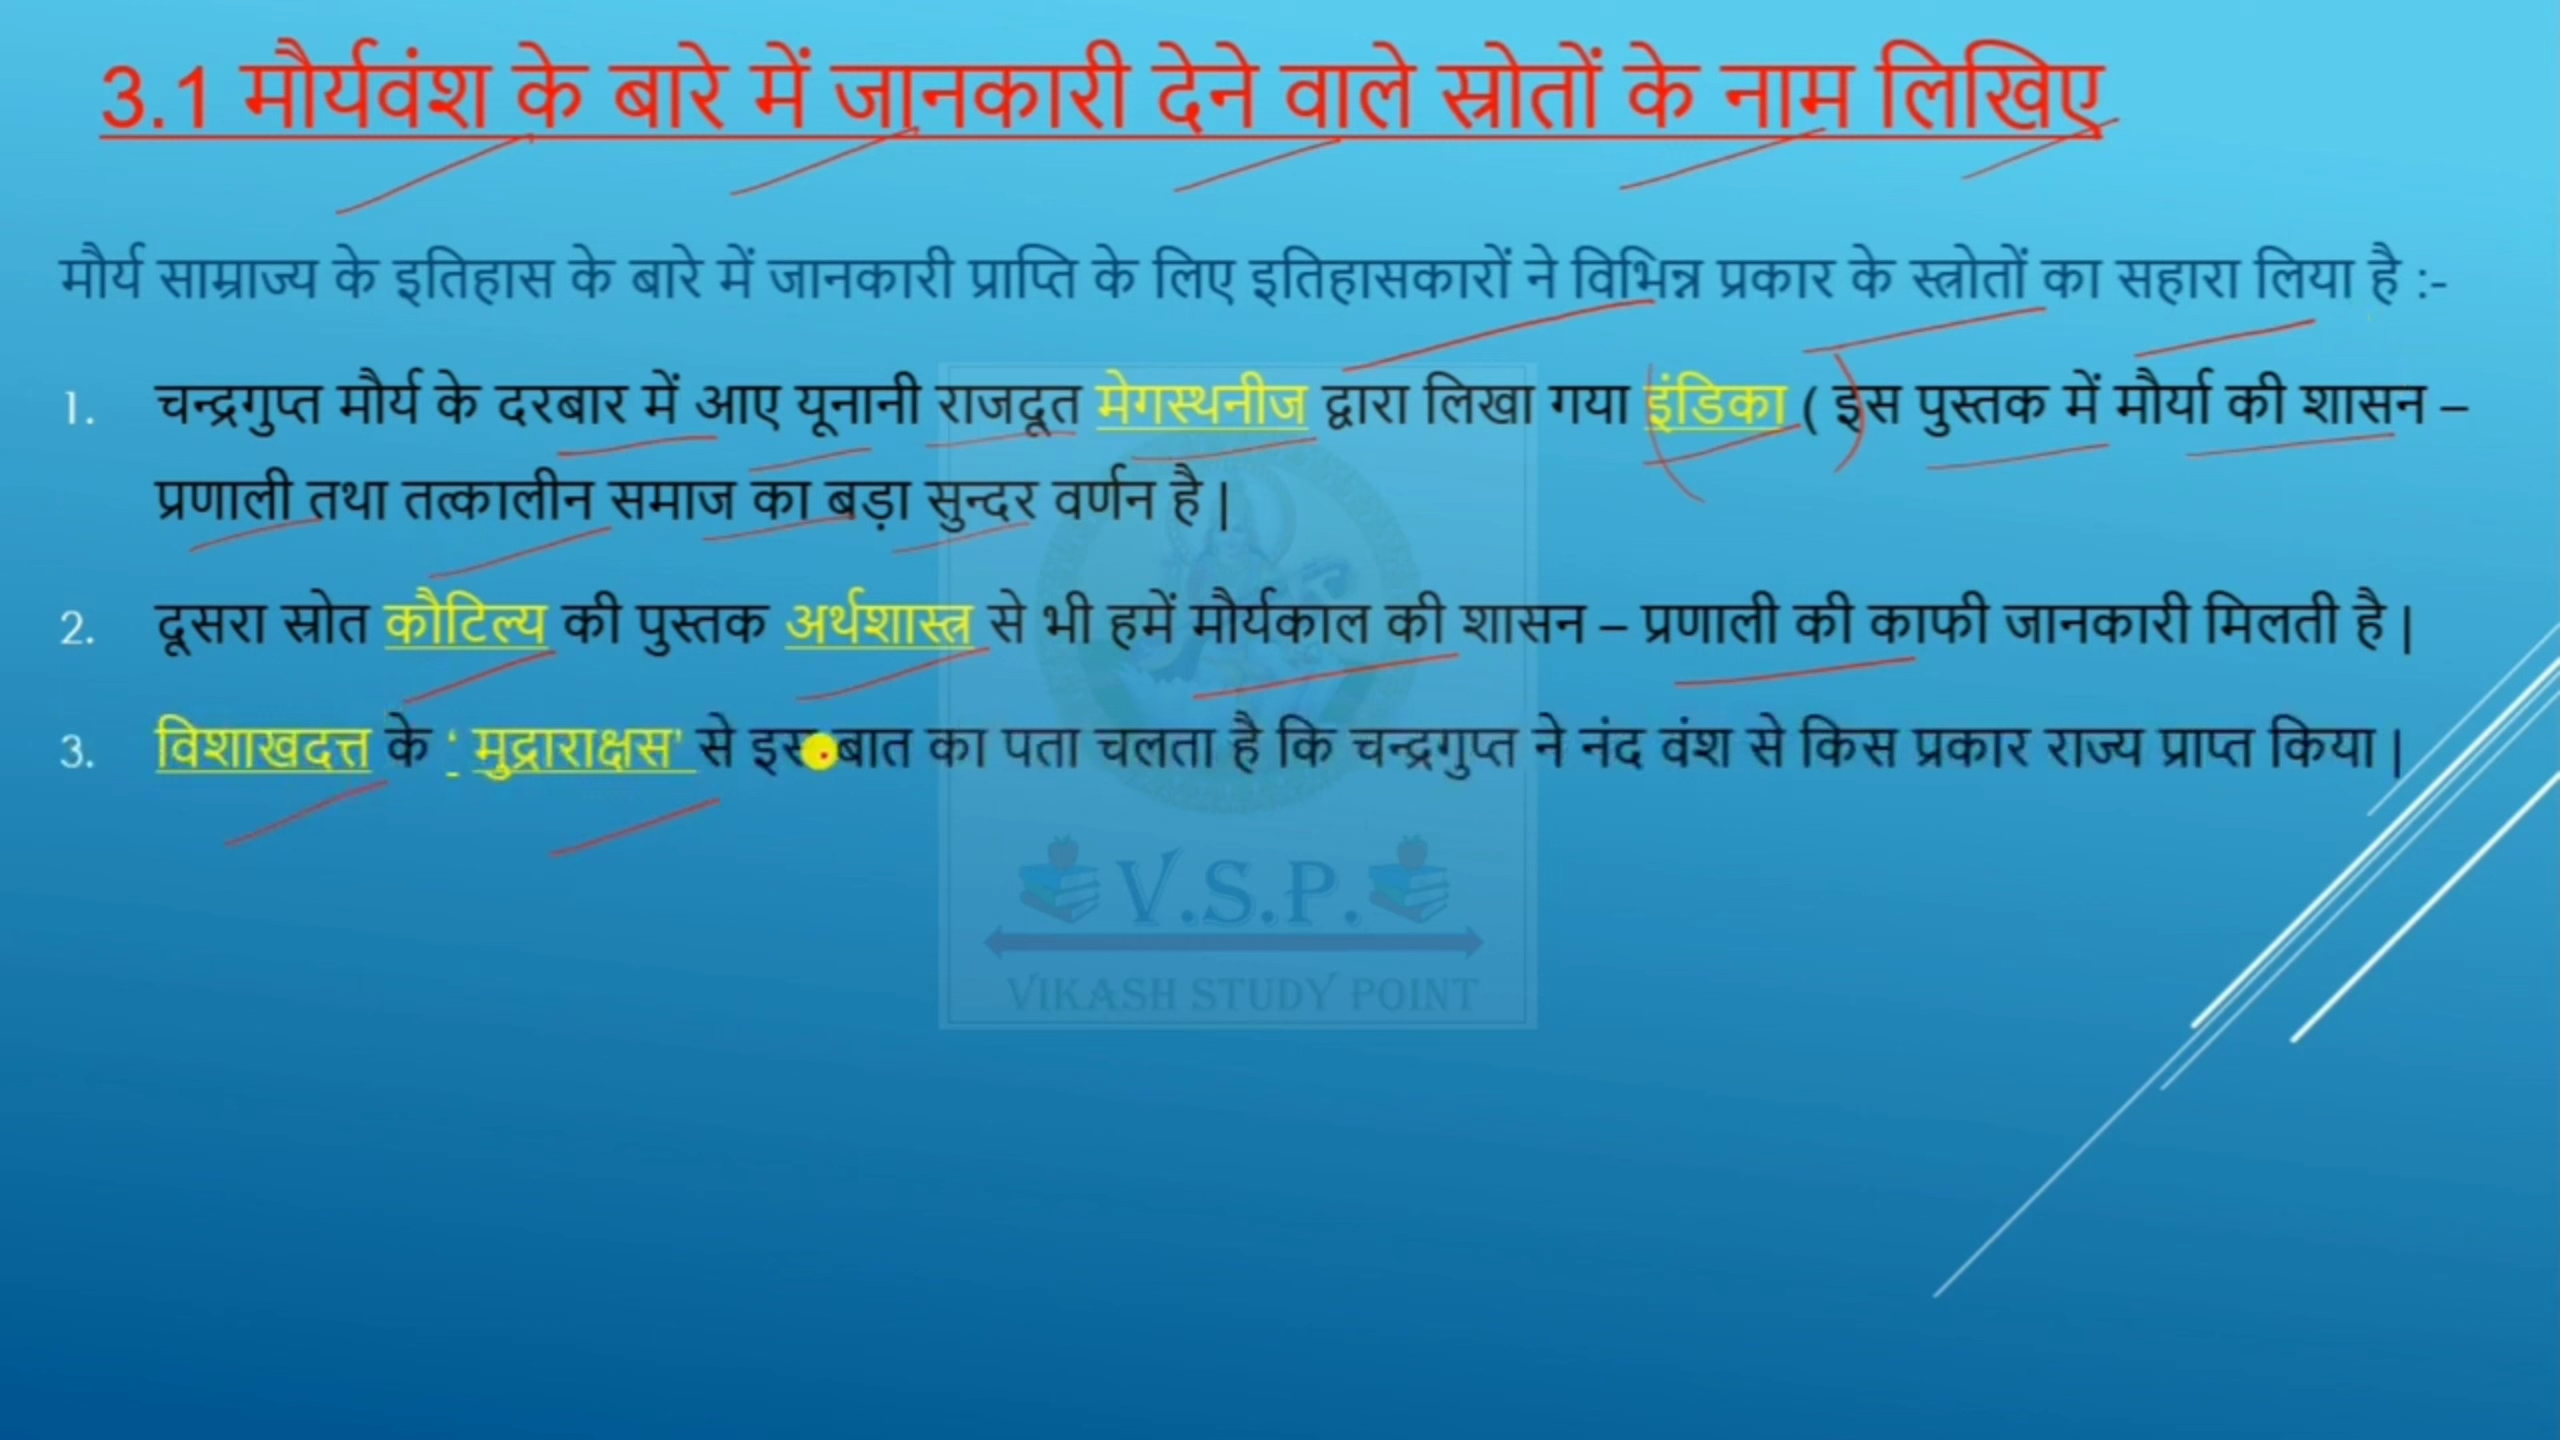 3.1 मौर्यवंश के बारे में जानकारी देने वाले स्रोतों के नाम लिखिए
मौर्य साम्राज्य के इतिहास के बारे में जानकारी प्राप्ति के लिए इतिहासकारों ने विभिन्न प्रकार के स्त्रोतों का सहारा लिया है :-
1. चन्द्रगुप्त मौर्य के दरबार में आए यूनानी राजदूत मेगस्थनीज द्वारा लिखा गया इंडिका ( इस पुस्तक में मौर्या की शासन –
प्रणाली तथा तत्कालीन समाज का बड़ा सुन्दर वर्णन है |
2. दूसरा स्रोत कौटिल्य की पुस्तक अर्थशास्त्र से भी हमें मौर्यकाल की शासन – प्रणाली की काफी जानकारी मिलती है |
3. विशाखदत्त के ‘ मुद्राराक्षस’ से इस बात का पता चलता है कि चन्द्रगुप्त ने नंद वंश से किस प्रकार राज्य प्राप्त किया |
V.S.P.
VIKASH STUDY POINT